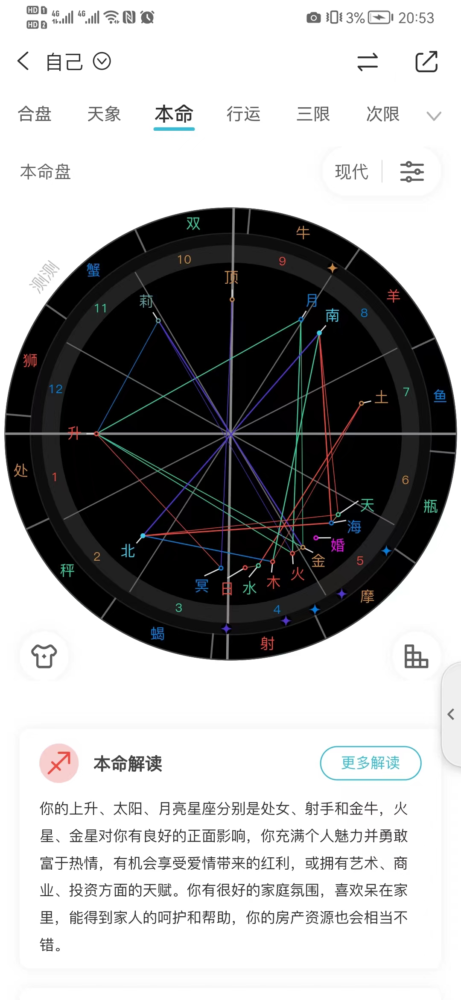 HD 1 4G 4G 3% 20:53
HD 2
自己
合盘 天象 本命 行运 三限 次限
本命盘 现代
双
牛
10
9
顶
测测
蟹
莉
月
羊
11
南
8
狮
12
7
鱼
土
升
处
1
6
天
瓶
海
北
婚
2
金
5
秤
火
木
冥
日
水
摩
3
4
蝎
射
本命解读 更多解读
你的上升、太阳、月亮星座分别是处女、射手和金牛，火
星、金星对你有良好的正面影响，你充满个人魅力并勇敢
富于热情，有机会享受爱情带来的红利，或拥有艺术、商
业、投资方面的天赋。你有很好的家庭氛围，喜欢呆在家
里，能得到家人的呵护和帮助，你的房产资源也会相当不
错。